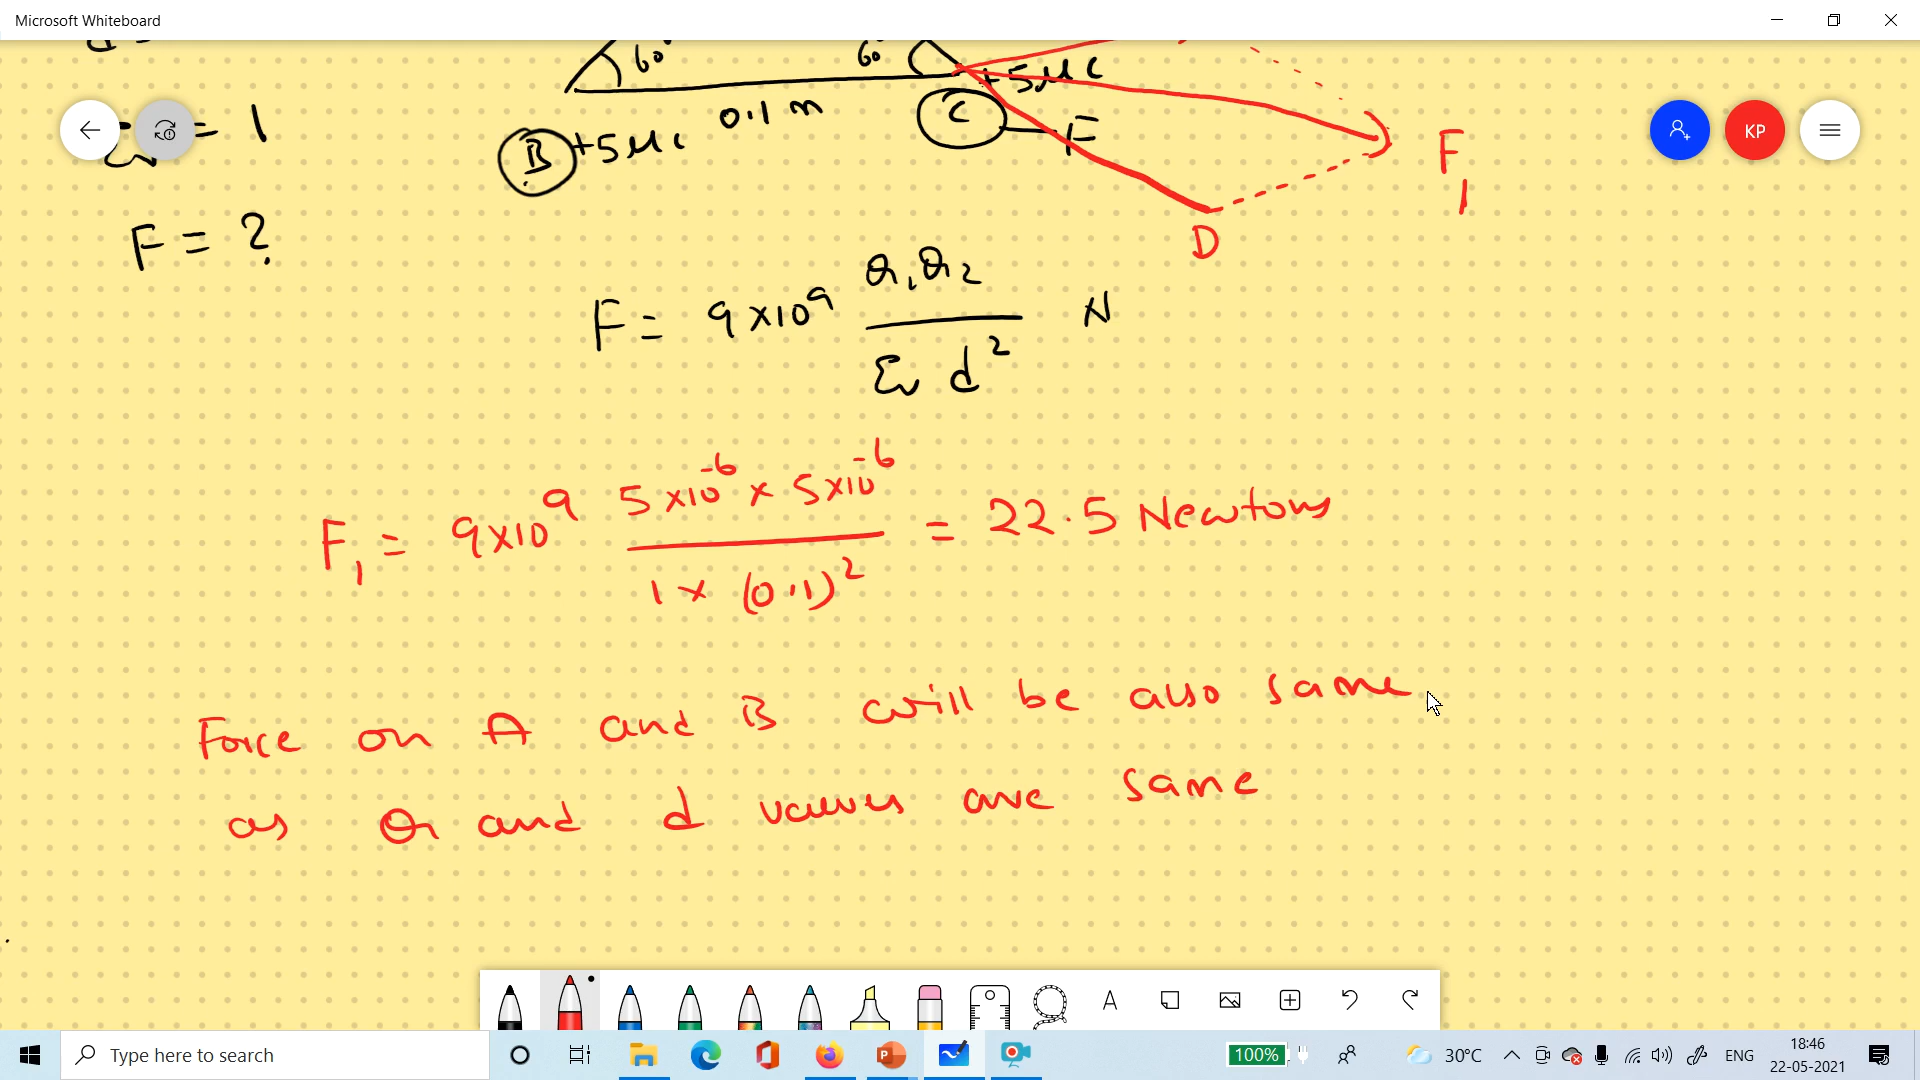 Microsoft Whiteboard
60° 60°
+5μC
0.1 m
C
F
B +5μC
= 1
KP
F
1
F = ?
D
F = 9×10⁹ Q₁Q₂ / εᵣ d² N
F₁ = 9×10⁹ 5×10⁻⁶ × 5×10⁻⁶ / 1 × (0.1)² = 22.5 Newtons
Force on A and B will be also same
as Q and d values are same
A
Type here to search
100%
30°C
ENG
18:46
22-05-2021